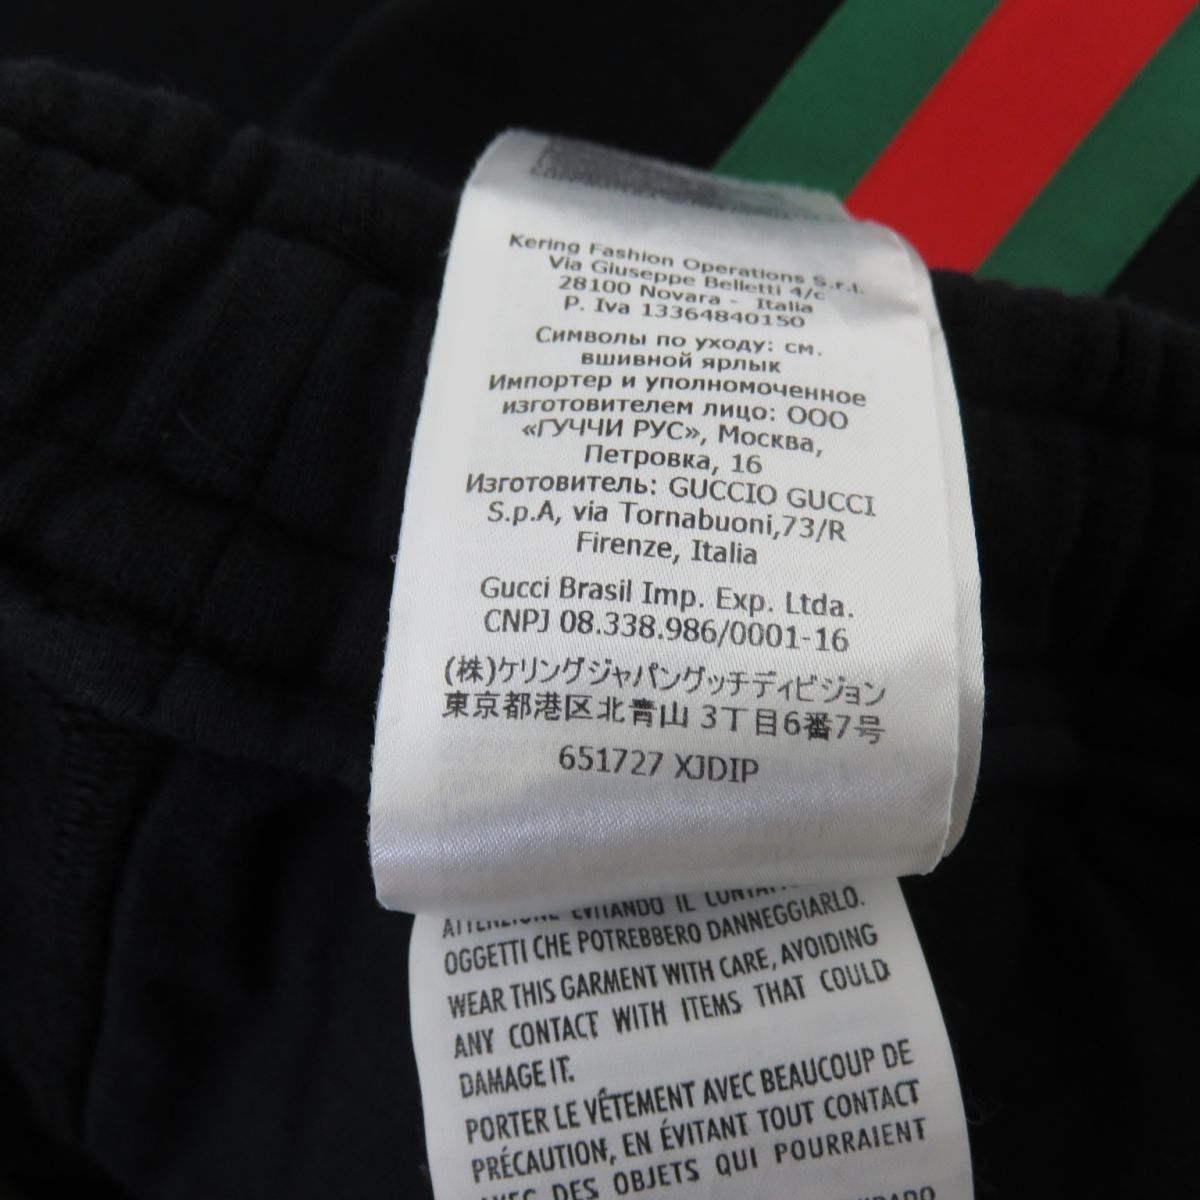 Kering Fashion Operations S.r.l.
Via Giuseppe Belletti 4/c
28100 Novara - Italia
P. Iva 13364840150
Символы по уходу: см.
вшивной ярлык
Импортер и уполномоченное
изготовителем лицо: ООО
«ГУЧЧИ РУС», Москва,
Петровка, 16
Изготовитель: GUCCIO GUCCI
S.p.A, via Tornabuoni,73/R
Firenze, Italia
Gucci Brasil Imp. Exp. Ltda.
CNPJ 08.338.986/0001-16
(株)ケリングジャパングッチディビジョン
東京都港区北青山 3丁目6番7号
651727 XJDIP
EVITANDO IL
OGGETTI CHE POTREBBERO DANNEGGIARLO.
WEAR THIS GARMENT WITH CARE, AVOIDING
ANY CONTACT WITH ITEMS THAT COULD
DAMAGE IT.
PORTER LE VÊTEMENT AVEC BEAUCOUP DE
PRÉCAUTION, EN ÉVITANT TOUT CONTACT
AVEC DES OBJETS QUI POURRAIENT